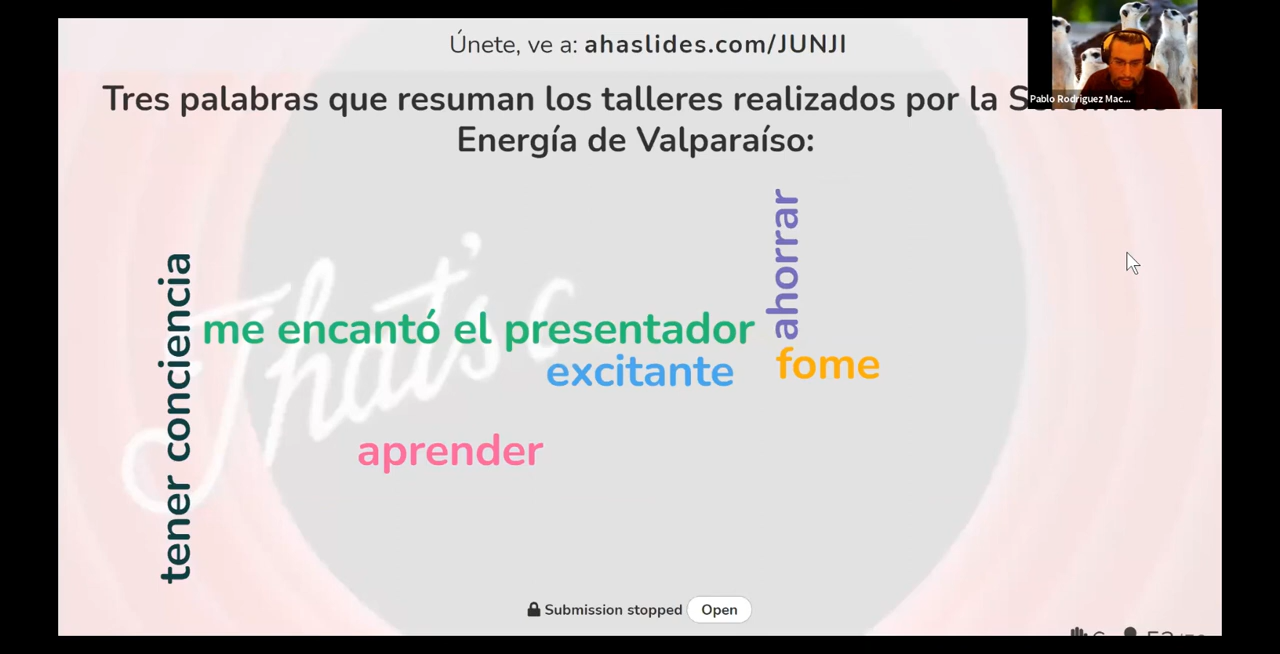 Únete, ve a: ahaslides.com/JUNJI
Tres palabras que resuman los talleres realizados por la
Energía de Valparaíso:
Pablo Rodriguez Mac...
ahorrar
tener conciencia
me encantó el presentador
excitante
fome
aprender
That's
Submission stopped
Open